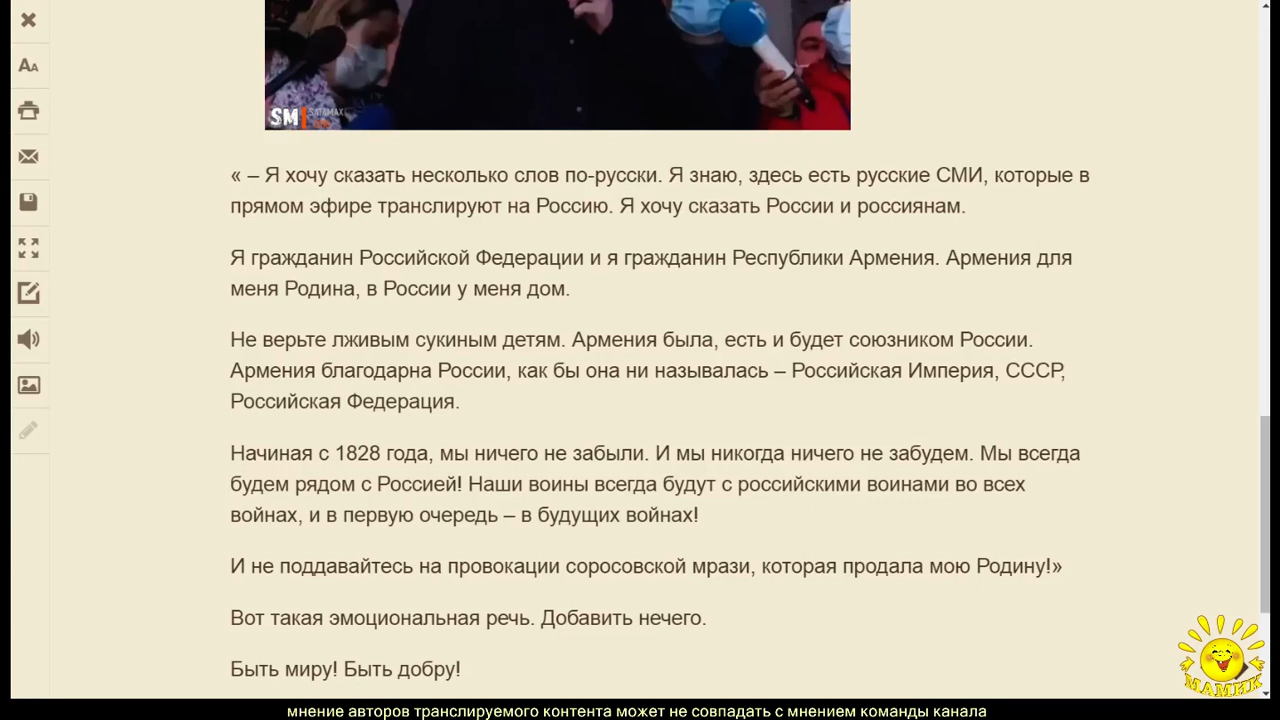 SM
« – Я хочу сказать несколько слов по-русски. Я знаю, здесь есть русские СМИ, которые в
прямом эфире транслируют на Россию. Я хочу сказать России и россиянам.
Я гражданин Российской Федерации и я гражданин Республики Армения. Армения для
меня Родина, в России у меня дом.
Не верьте лживым сукиным детям. Армения была, есть и будет союзником России.
Армения благодарна России, как бы она ни называлась – Российская Империя, СССР,
Российская Федерация.
Начиная с 1828 года, мы ничего не забыли. И мы никогда ничего не забудем. Мы всегда
будем рядом с Россией! Наши воины всегда будут с российскими воинами во всех
войнах, и в первую очередь – в будущих войнах!
И не поддавайтесь на провокации соросовской мрази, которая продала мою Родину!»
Вот такая эмоциональная речь. Добавить нечего.
Быть миру! Быть добру!
МАМИК
мнение авторов транслируемого контента может не совпадать с мнением команды канала